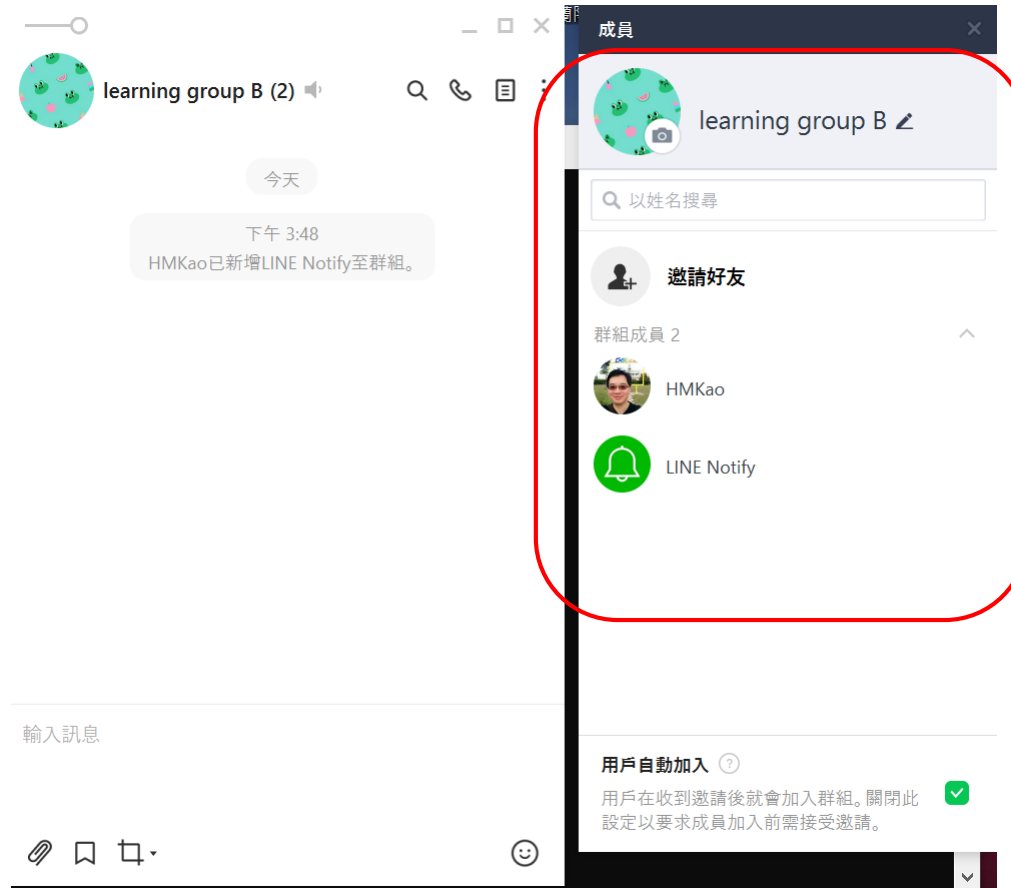 learning group B (2)
今天
下午 3:48
HMKao已新增LINE Notify至群組。
輸入訊息
成員
learning group B
以姓名搜尋
邀請好友
群組成員 2
HMKao
LINE Notify
用戶自動加入 ?
用戶在收到邀請後就會加入群組。關閉此
設定以要求成員加入前需接受邀請。